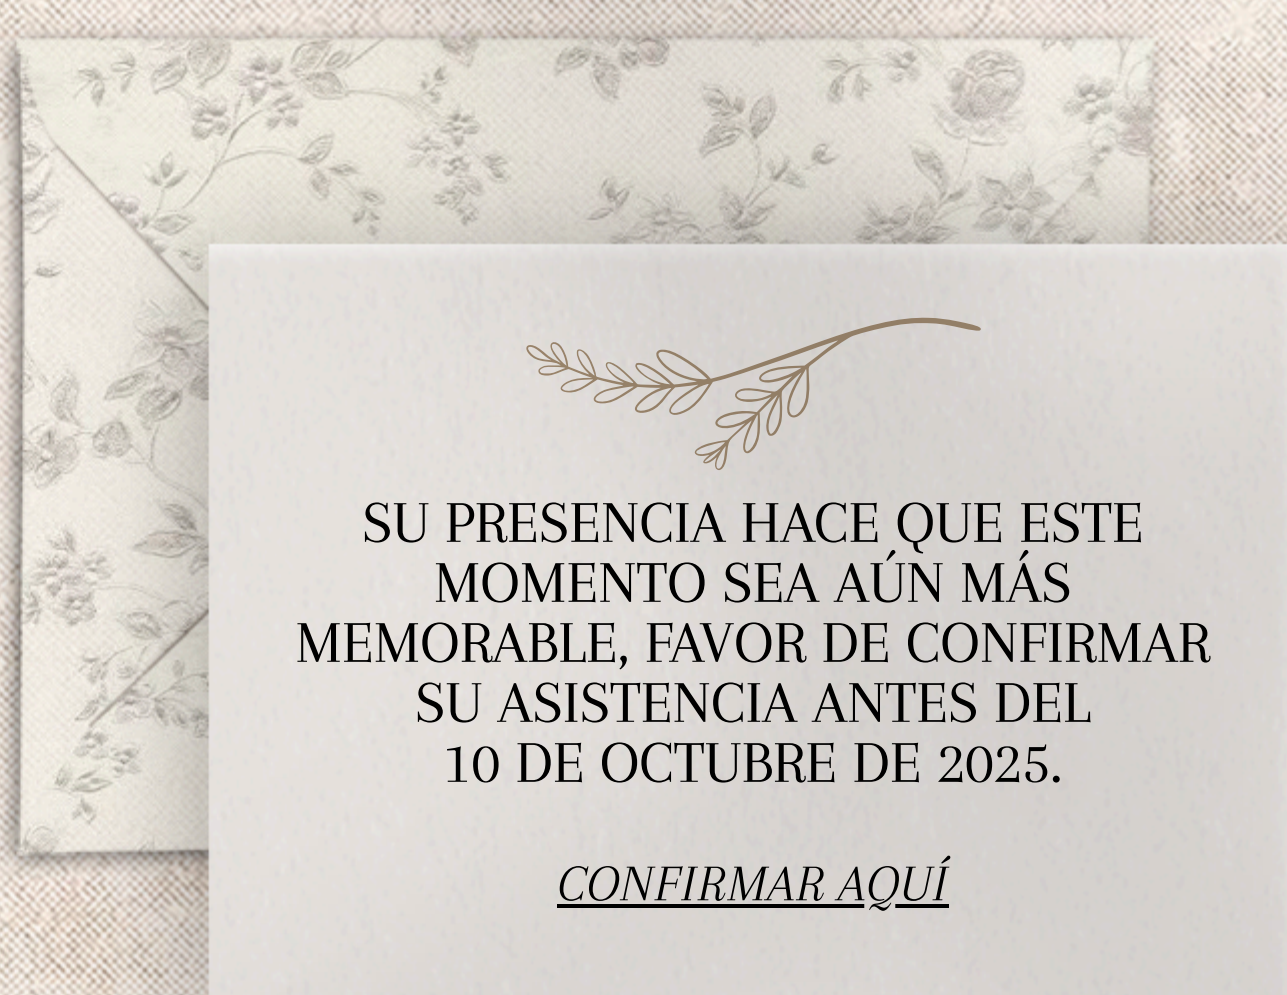 SU PRESENCIA HACE QUE ESTE
MOMENTO SEA AÚN MÁS
MEMORABLE, FAVOR DE CONFIRMAR
SU ASISTENCIA ANTES DEL
10 DE OCTUBRE DE 2025.
CONFIRMAR AQUÍ